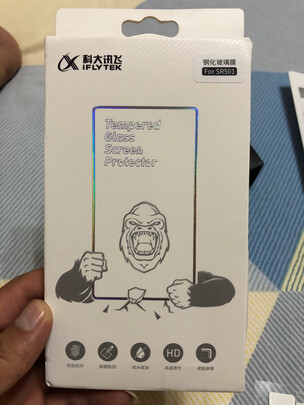 科大讯飞
iFLYTEK
钢化玻璃膜
For SR501
Tempered
Glass
Screen
Protector
HD